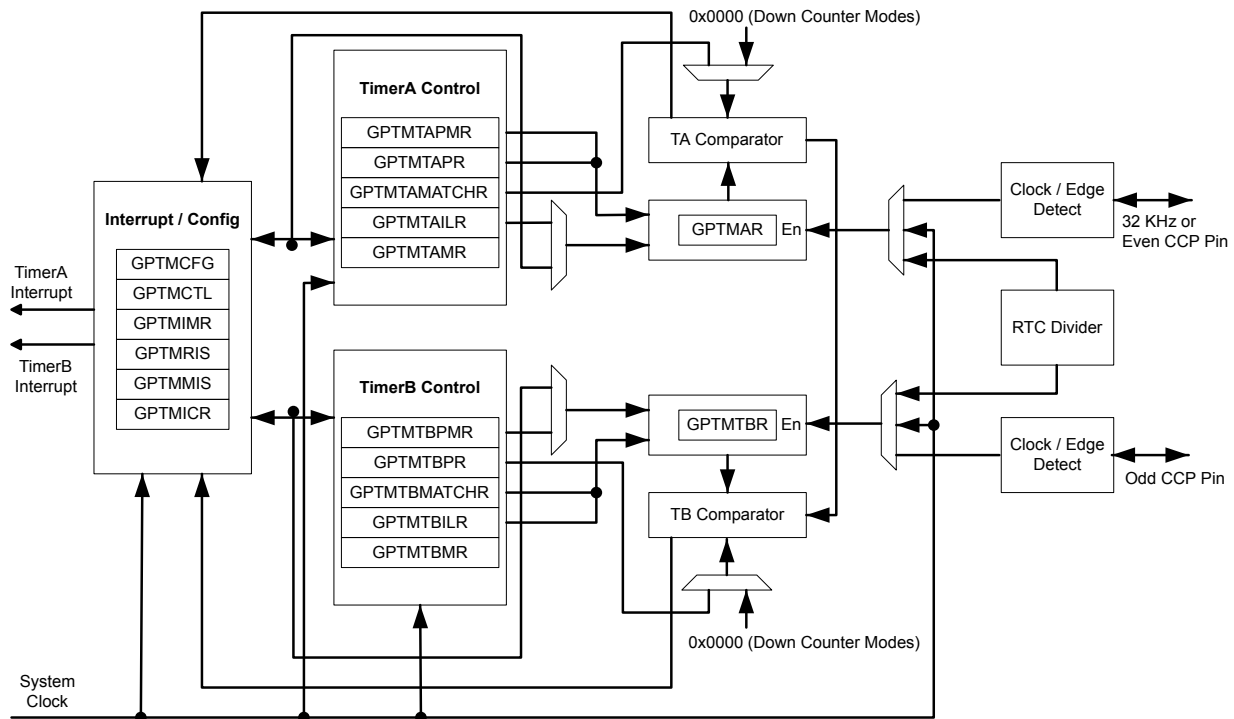 0x0000 (Down Counter Modes)
TimerA Control
GPTMTAPMR
GPTMTAPR
GPTMTAMATCHR
GPTMTAILR
GPTMTAMR
TA Comparator
GPTMAR
En
Clock / Edge
Detect
32 KHz or
Even CCP Pin
Interrupt / Config
GPTMCFG
GPTMCTL
GPTMIMR
GPTMRIS
GPTMMIS
GPTMICR
TimerA
Interrupt
TimerB
Interrupt
RTC Divider
TimerB Control
GPTMTBPMR
GPTMTBPR
GPTMTBMATCHR
GPTMTBILR
GPTMTBMR
GPTMTBR
En
TB Comparator
Clock / Edge
Detect
Odd CCP Pin
0x0000 (Down Counter Modes)
System
Clock